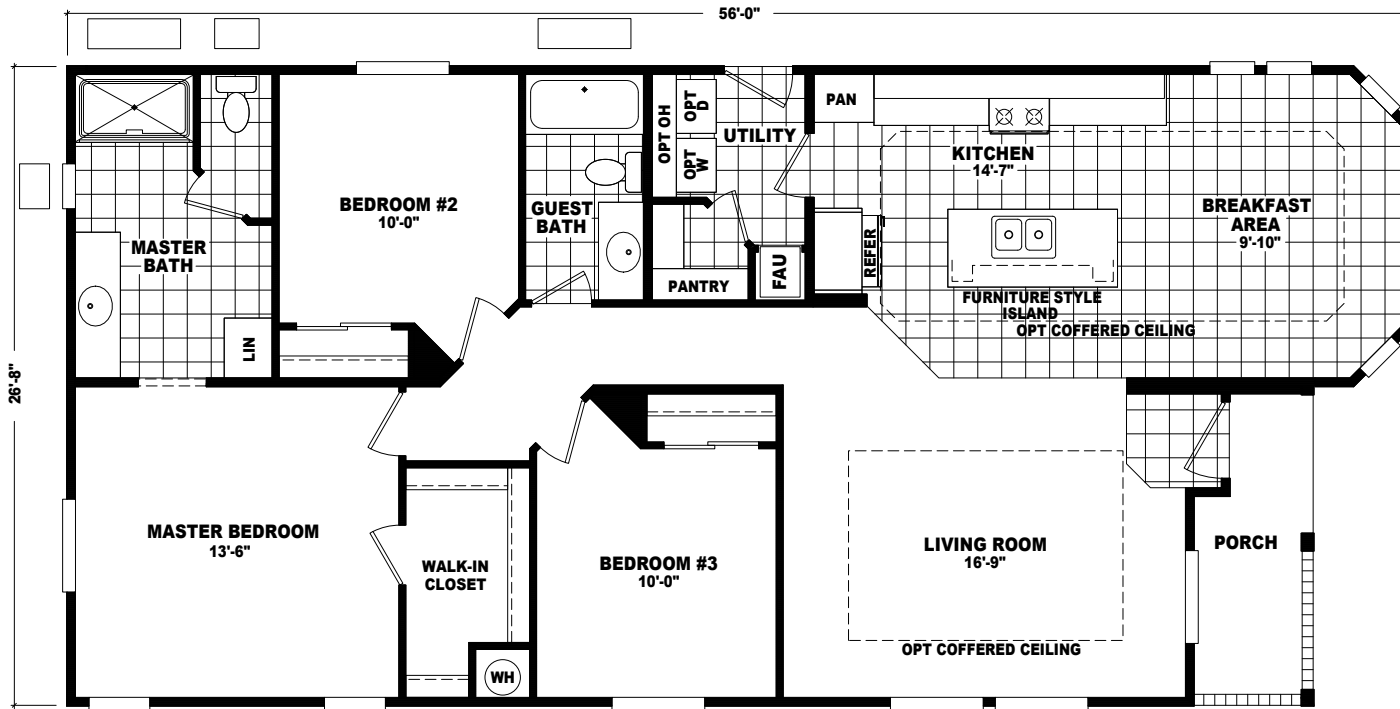 56'-0"
26'-8"
PAN
OPT OH
OPT
D
OPT
W
UTILITY
KITCHEN
14'-7"
BEDROOM #2
10'-0"
GUEST
BATH
BREAKFAST
AREA
9'-10"
MASTER
BATH
REFER
FAU
PANTRY
FURNITURE STYLE
ISLAND
OPT COFFERED CEILING
LIN
MASTER BEDROOM
13'-6"
WALK-IN
CLOSET
BEDROOM #3
10'-0"
LIVING ROOM
16'-9"
PORCH
OPT COFFERED CEILING
WH